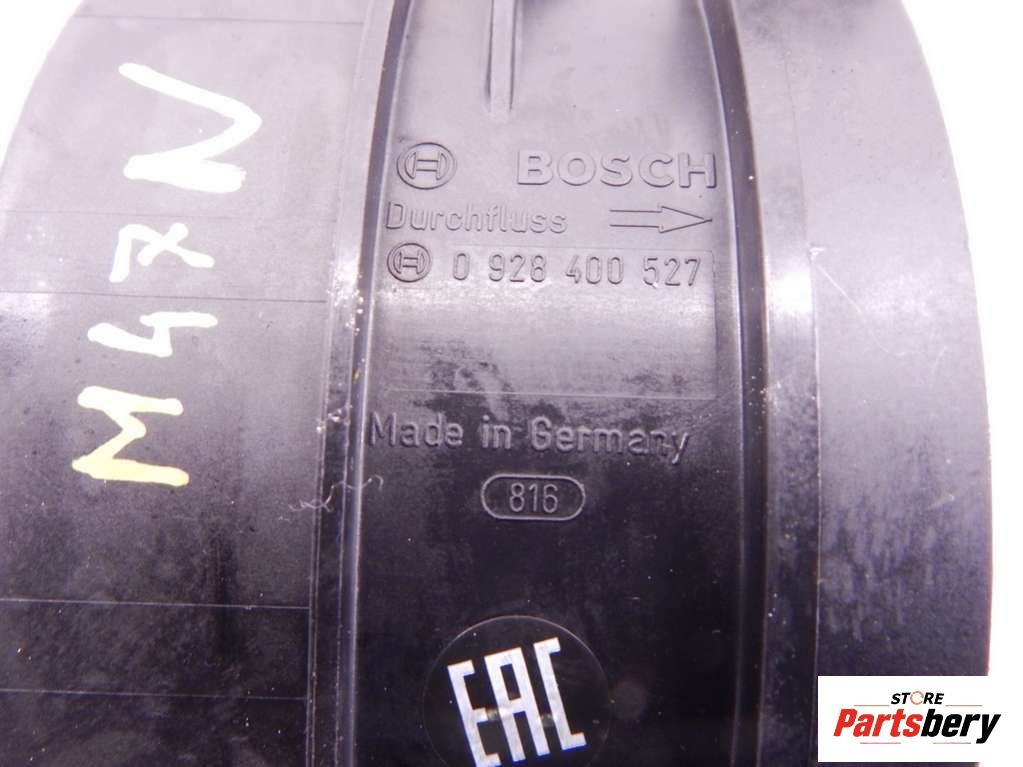 M47N
BOSCH
Durchfluss
0 928 400 527
Made in Germany
816
EAC
STORE
Partsbery